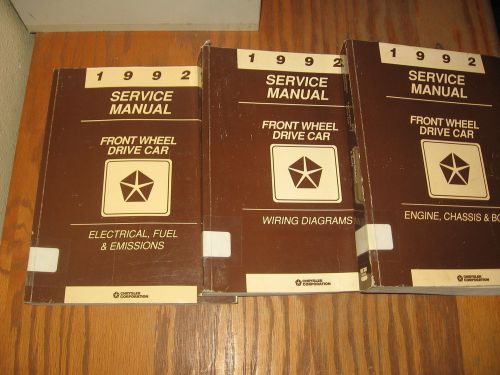 1992
SERVICE
MANUAL
FRONT WHEEL
DRIVE CAR
ELECTRICAL, FUEL
& EMISSIONS
CHRYSLER
CORPORATION
1992
SERVICE
MANUAL
FRONT WHEEL
DRIVE CAR
WIRING DIAGRAMS
CHRYSLER
CORPORATION
1992
SERVICE
MANUAL
FRONT WHEEL
DRIVE CAR
ENGINE, CHASSIS & BO
CHRYSLER
CORPORATION